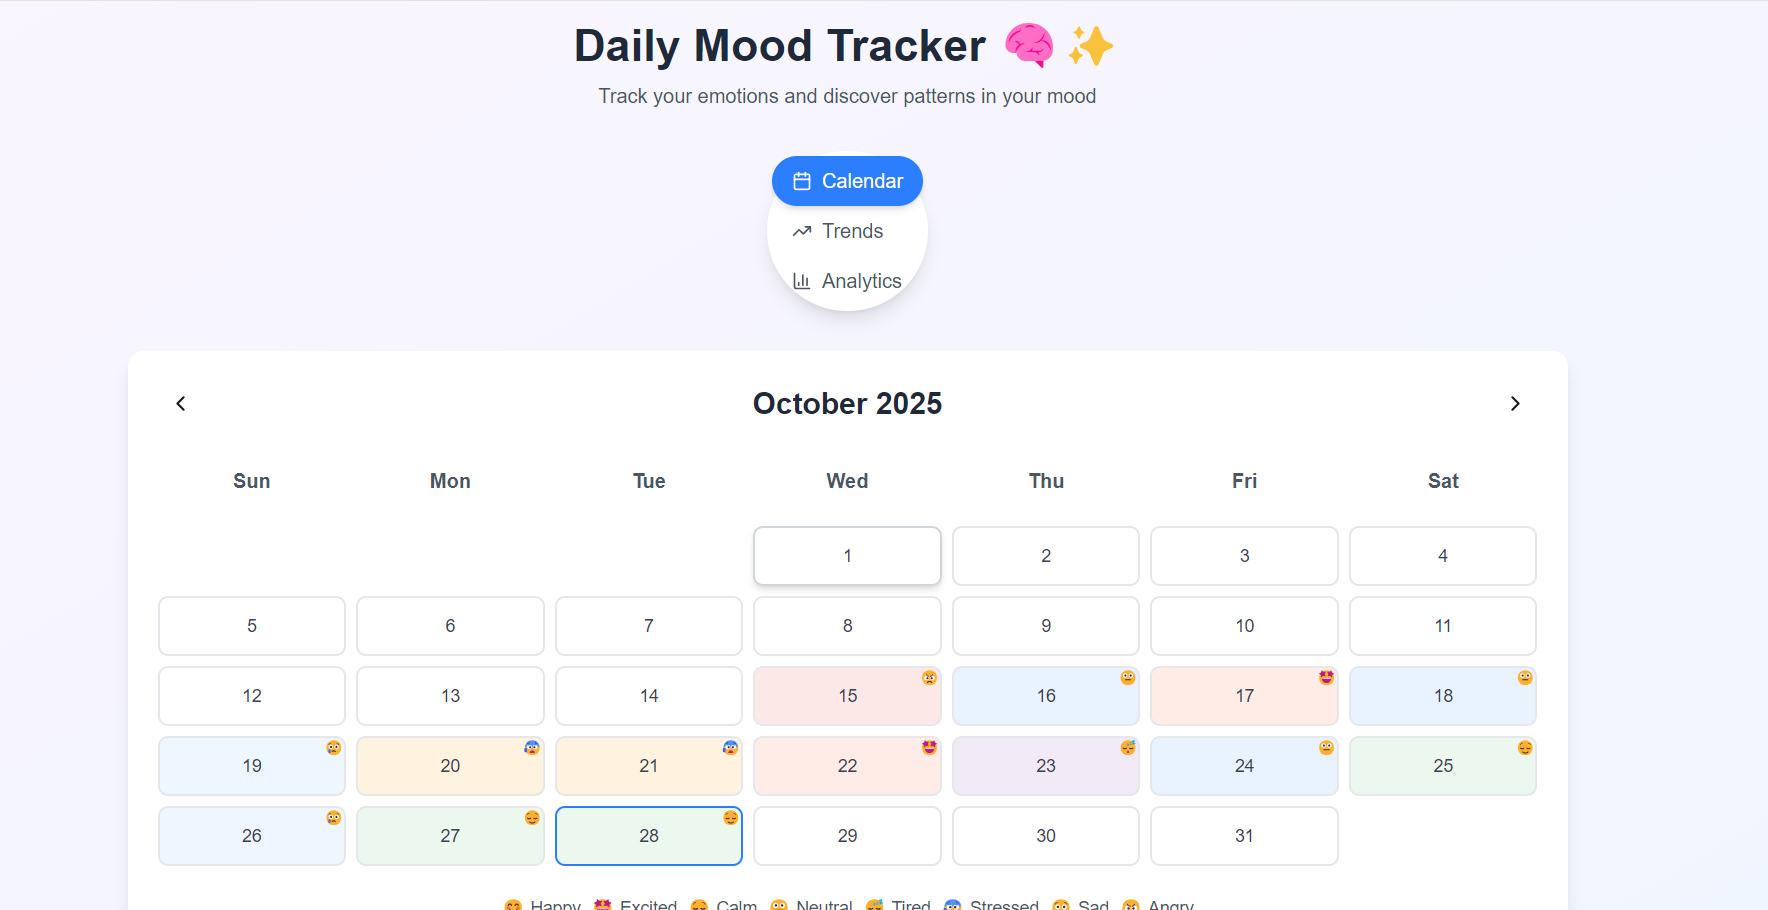 Daily Mood Tracker 🧠 ✨
Track your emotions and discover patterns in your mood
Calendar
Trends
Analytics
October 2025
Sun Mon Tue Wed Thu Fri Sat
1 2 3 4
5 6 7 8 9 10 11
12 13 14 15 16 17 18
19 20 21 22 23 24 25
26 27 28 29 30 31
Happy Excited Calm Neutral Tired Stressed Sad Angry